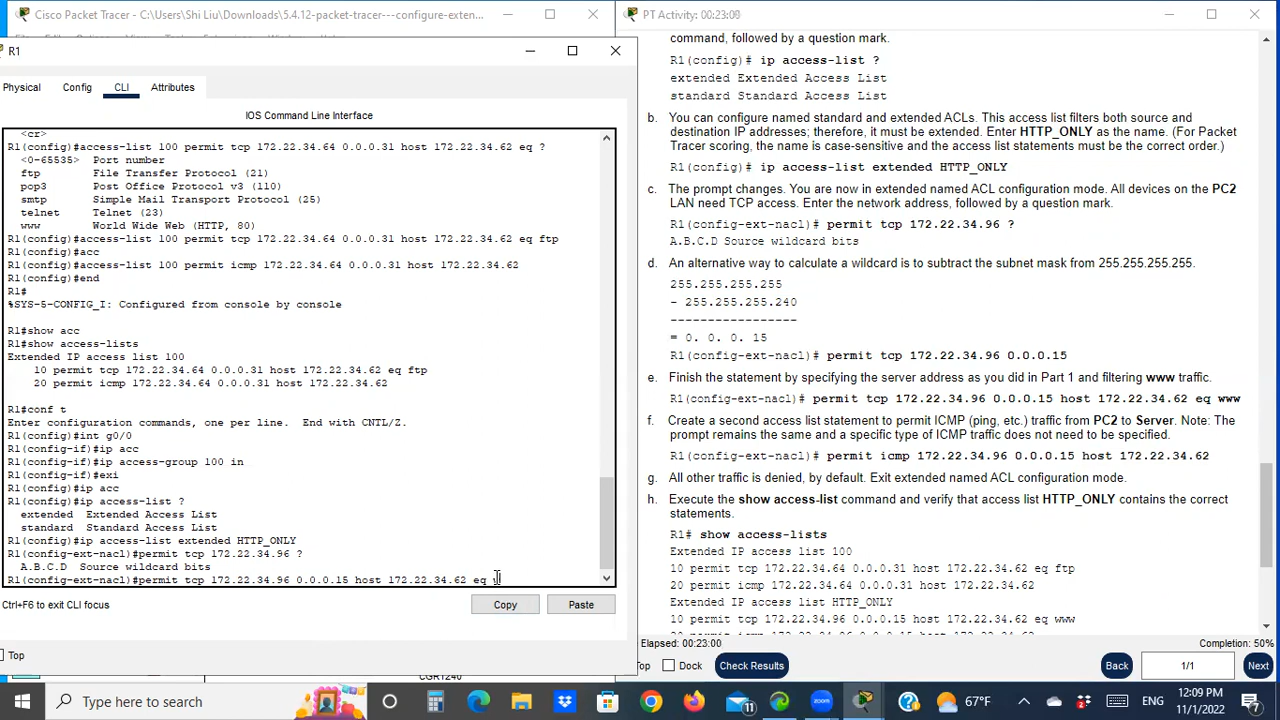 Cisco Packet Tracer - C:\Users\Shi Liu\Downloads\5.4.12-packet-tracer---configure-exten...
R1
Physical Config CLI Attributes
IOS Command Line Interface
<cr>
R1(config)#access-list 100 permit tcp 172.22.34.64 0.0.0.31 host 172.22.34.62 eq ?
<0-65535> Port number
ftp File Transfer Protocol (21)
pop3 Post Office Protocol v3 (110)
smtp Simple Mail Transport Protocol (25)
telnet Telnet (23)
www World Wide Web (HTTP, 80)
R1(config)#access-list 100 permit tcp 172.22.34.64 0.0.0.31 host 172.22.34.62 eq ftp
R1(config)#acc
R1(config)#access-list 100 permit icmp 172.22.34.64 0.0.0.31 host 172.22.34.62
R1(config)#end
R1#
%SYS-5-CONFIG_I: Configured from console by console
R1#show acc
R1#show access-lists
Extended IP access list 100
10 permit tcp 172.22.34.64 0.0.0.31 host 172.22.34.62 eq ftp
20 permit icmp 172.22.34.64 0.0.0.31 host 172.22.34.62
R1#conf t
Enter configuration commands, one per line. End with CNTL/Z.
R1(config)#int g0/0
R1(config-if)#ip acc
R1(config-if)#ip access-group 100 in
R1(config-if)#exi
R1(config)#ip acc
R1(config)#ip access-list ?
extended Extended Access List
standard Standard Access List
R1(config)#ip access-list extended HTTP_ONLY
R1(config-ext-nacl)#permit tcp 172.22.34.96 ?
A.B.C.D Source wildcard bits
R1(config-ext-nacl)#permit tcp 172.22.34.96 0.0.0.15 host 172.22.34.62 eq
Ctrl+F6 to exit CLI focus
Copy Paste
Top
CGR1240
PT Activity: 00:23:00
command, followed by a question mark.
R1(config)# ip access-list ?
extended Extended Access List
standard Standard Access List
b. You can configure named standard and extended ACLs. This access list filters both source and
destination IP addresses; therefore, it must be extended. Enter HTTP_ONLY as the name. (For Packet
Tracer scoring, the name is case-sensitive and the access list statements must be the correct order.)
R1(config)# ip access-list extended HTTP_ONLY
c. The prompt changes. You are now in extended named ACL configuration mode. All devices on the PC2
LAN need TCP access. Enter the network address, followed by a question mark.
R1(config-ext-nacl)# permit tcp 172.22.34.96 ?
A.B.C.D Source wildcard bits
d. An alternative way to calculate a wildcard is to subtract the subnet mask from 255.255.255.255.
255.255.255.255
- 255.255.255.240
-----------------
= 0. 0. 0. 15
R1(config-ext-nacl)# permit tcp 172.22.34.96 0.0.0.15
e. Finish the statement by specifying the server address as you did in Part 1 and filtering www traffic.
R1(config-ext-nacl)# permit tcp 172.22.34.96 0.0.0.15 host 172.22.34.62 eq www
f. Create a second access list statement to permit ICMP (ping, etc.) traffic from PC2 to Server. Note: The
prompt remains the same and a specific type of ICMP traffic does not need to be specified.
R1(config-ext-nacl)# permit icmp 172.22.34.96 0.0.0.15 host 172.22.34.62
g. All other traffic is denied, by default. Exit extended named ACL configuration mode.
h. Execute the show access-list command and verify that access list HTTP_ONLY contains the correct
statements.
R1# show access-lists
Extended IP access list 100
10 permit tcp 172.22.34.64 0.0.0.31 host 172.22.34.62 eq ftp
20 permit icmp 172.22.34.64 0.0.0.31 host 172.22.34.62
Extended IP access list HTTP_ONLY
10 permit tcp 172.22.34.96 0.0.0.15 host 172.22.34.62 eq www
Elapsed: 00:23:00 Completion: 50%
Dock Check Results Back 1/1 Next
Type here to search
11
67°F
ENG
12:09 PM
11/1/2022
7